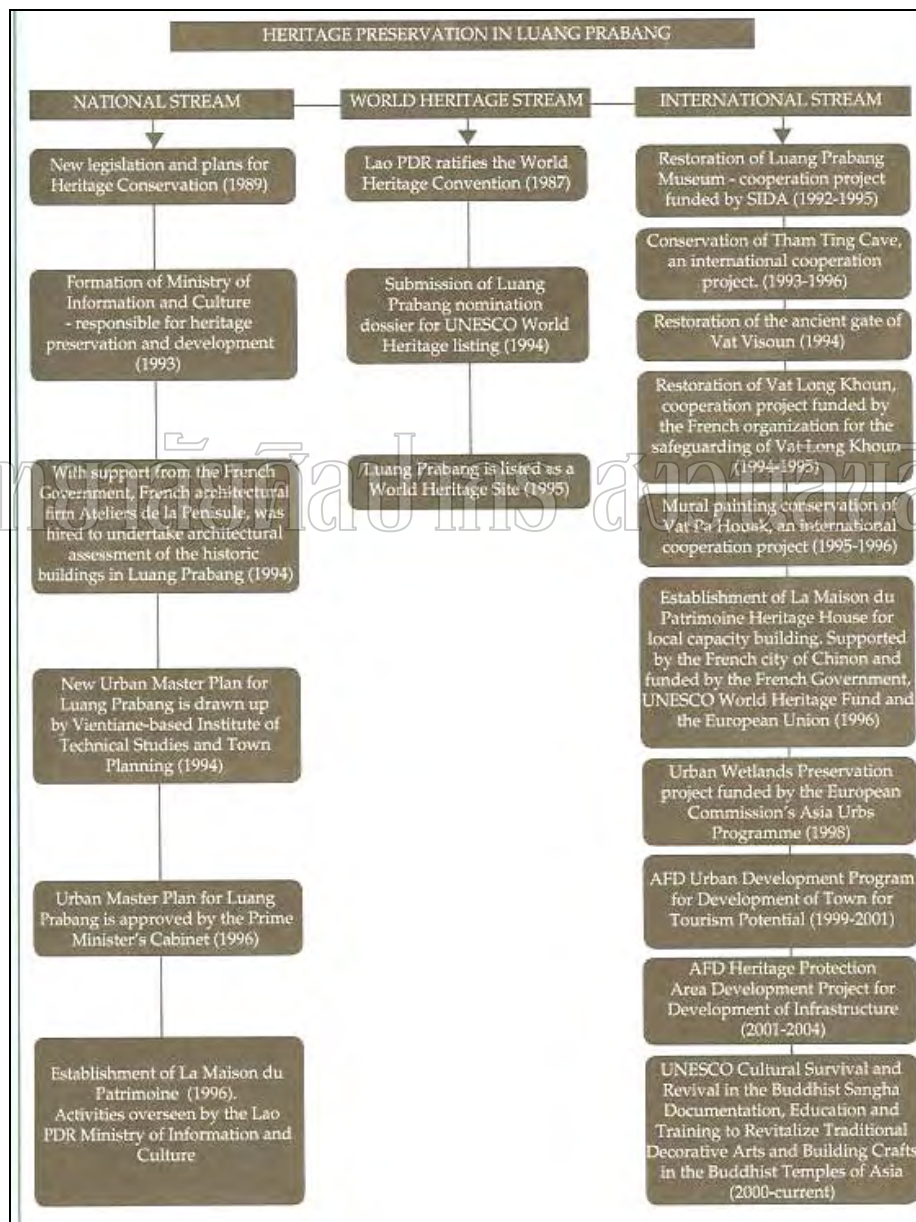 HERITAGE PRESERVATION IN LUANG PRABANG
NATIONAL STREAM
New legislation and plans for
Heritage Conservation (1989)
Formation of Ministry of
Information and Culture
- responsible for heritage
preservation and development
(1993)
With support from the French
Government, French architectural
firm Ateliers de la Penisule, was
hired to undertake architectural
assessment of the historic
buildings in Luang Prabang (1994)
New Urban Master Plan for
Luang Prabang is drawn up
by Vientiane-based Institute of
Technical Studies and Town
Planning (1994)
Urban Master Plan for Luang
Prabang is approved by the Prime
Minister's Cabinet (1996)
Establishment of La Maison du
Patrimoine (1996).
Activities overseen by the Lao
PDR Ministry of Information and
Culture
WORLD HERITAGE STREAM
Lao PDR ratifies the World
Heritage Convention (1987)
Submission of Luang
Prabang nomination
dossier for UNESCO World
Heritage listing (1994)
Luang Prabang is listed as a
World Heritage Site (1995)
INTERNATIONAL STREAM
Restoration of Luang Prabang
Museum - cooperation project
funded by SIDA (1992-1995)
Conservation of Tham Ting Cave,
an international cooperation
project. (1993-1996)
Restoration of the ancient gate of
Vat Visoun (1994)
Restoration of Vat Long Khoun,
cooperation project funded by
the French organization for the
safeguarding of Vat Long Khoun
(1994-1995)
Mural painting conservation of
Vat Pa Housk, an international
cooperation project (1995-1996)
Establishment of La Maison du
Patrimoine Heritage House for
local capacity building. Supported
by the French city of Chinon and
funded by the French Government,
UNESCO World Heritage Fund and
the European Union (1996)
Urban Wetlands Preservation
project funded by the European
Commission's Asia Urbs
Programme (1998)
AFD Urban Development Program
for Development of Town for
Tourism Potential (1999-2001)
AFD Heritage Protection
Area Development Project for
Development of Infrastructure
(2001-2004)
UNESCO Cultural Survival and
Revival in the Buddhist Sangha
Documentation, Education and
Training to Revitalize Traditional
Decorative Arts and Building Crafts
in the Buddhist Temples of Asia
(2000-current)